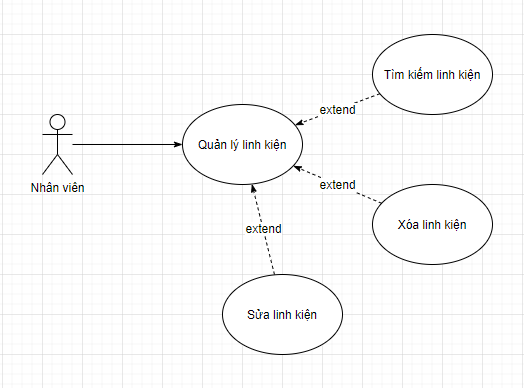 Tìm kiếm linh kiện
extend
Quản lý linh kiện
Nhân viên
extend
Xóa linh kiện
extend
Sửa linh kiện